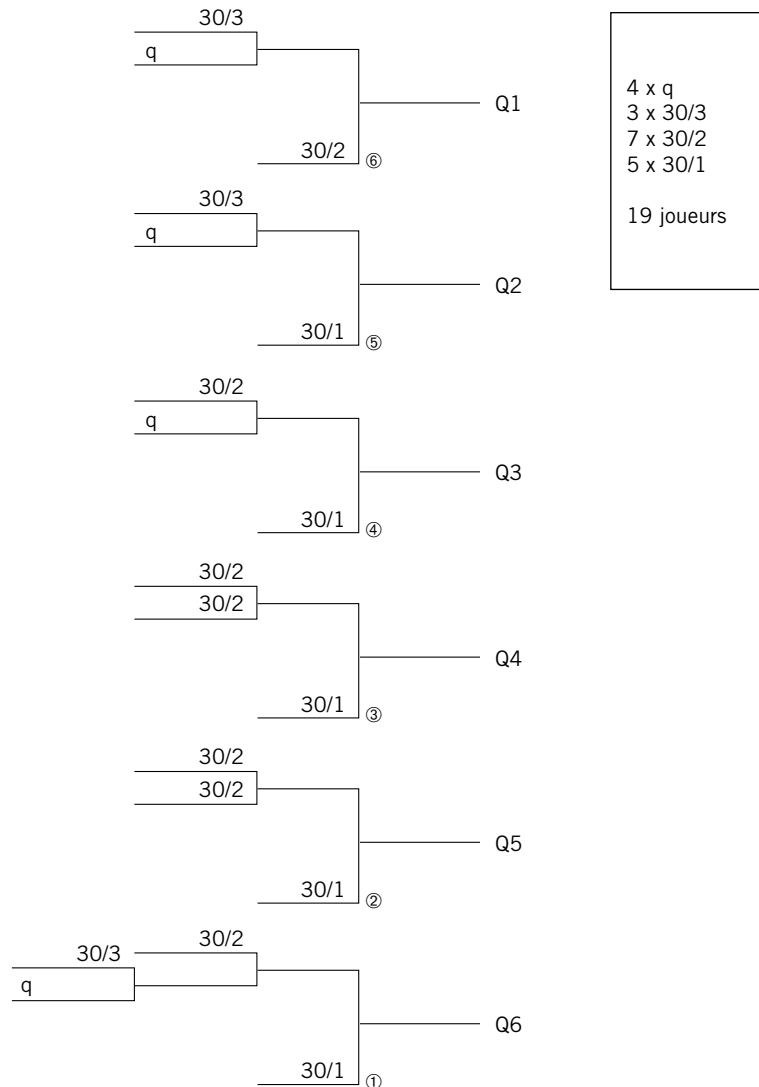 30/3
q
Q1
30/2 ⑥
30/3
q
Q2
30/1 ⑤
30/2
q
Q3
30/1 ④
30/2
30/2
Q4
30/1 ③
30/2
30/2
Q5
30/1 ②
30/2
30/3
q
Q6
30/1 ①
4 x q
3 x 30/3
7 x 30/2
5 x 30/1
19 joueurs